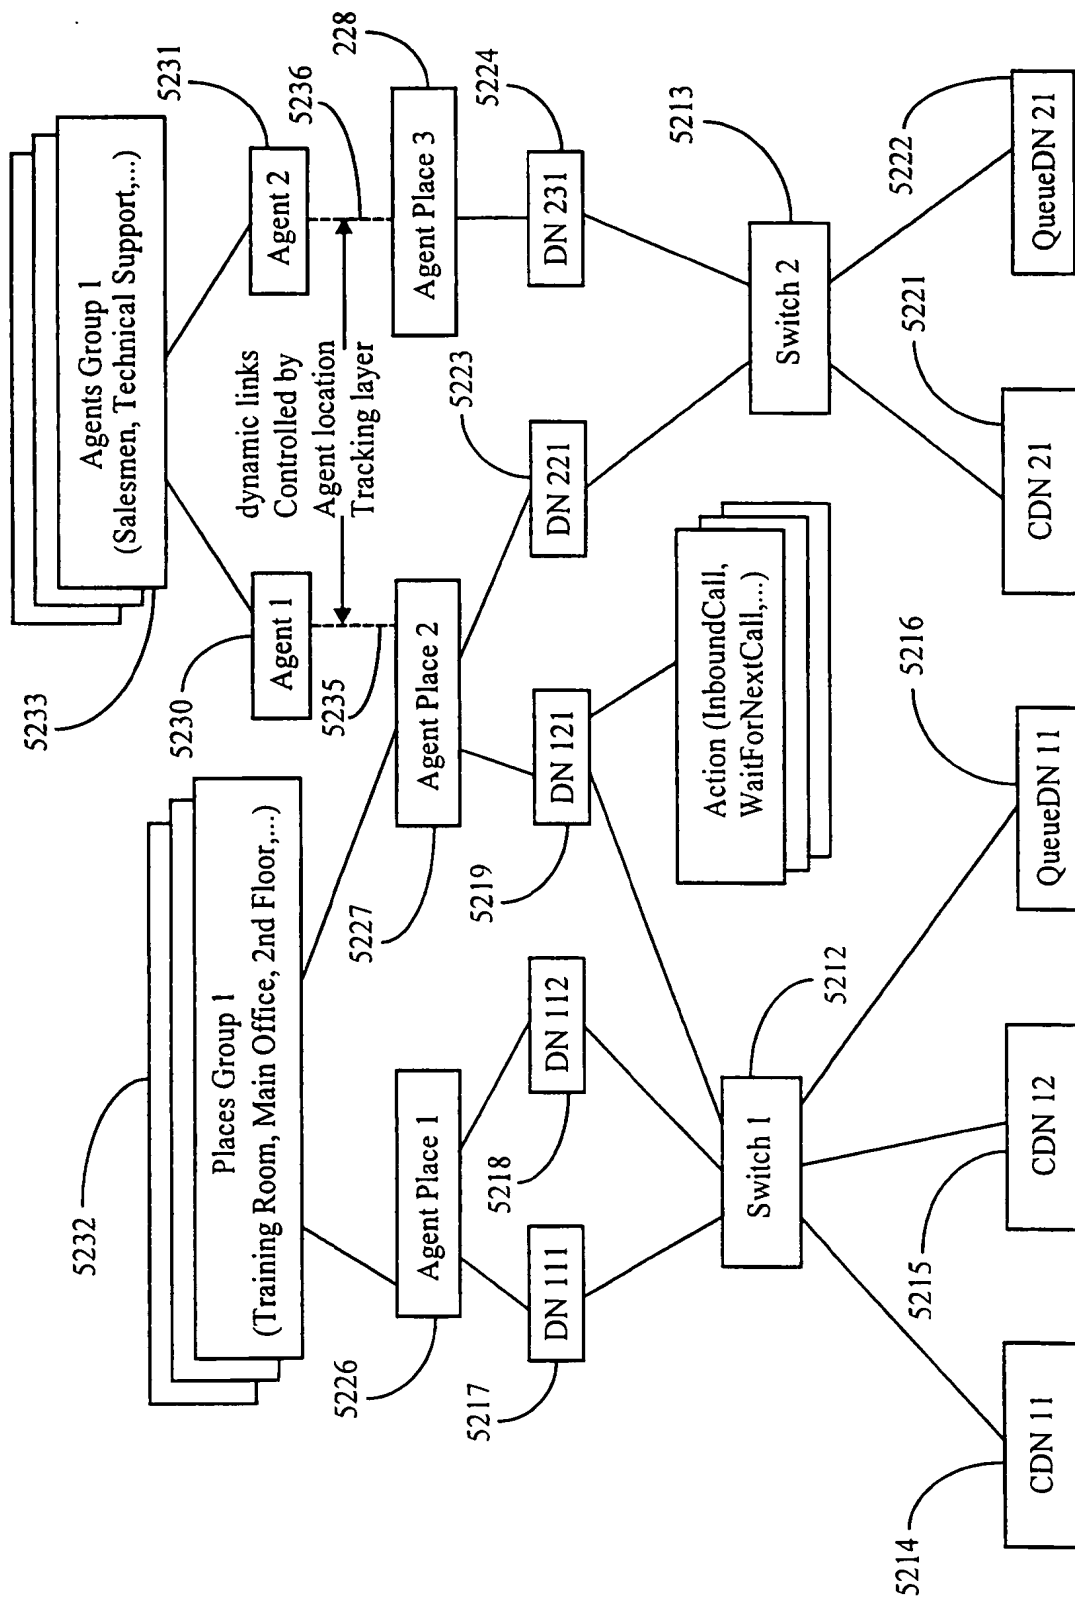 5233
Agents Group 1
(Salesmen, Technical Support,...)
5231
5232
Places Group 1
(Training Room, Main Office, 2nd Floor,...)
5230
Agent 1
Agent 2
5236
5235
dynamic links
Controlled by
Agent location
Tracking layer
228
5226
Agent Place 1
5227
Agent Place 2
Agent Place 3
5217
DN 111
5218
DN 112
5219
DN 121
5223
DN 221
5224
DN 231
Action (InboundCall,
WaitForNextCall,...)
5212
Switch 1
5213
Switch 2
5214
CDN 11
5215
CDN 12
5216
QueueDN 11
5221
CDN 21
5222
QueueDN 21